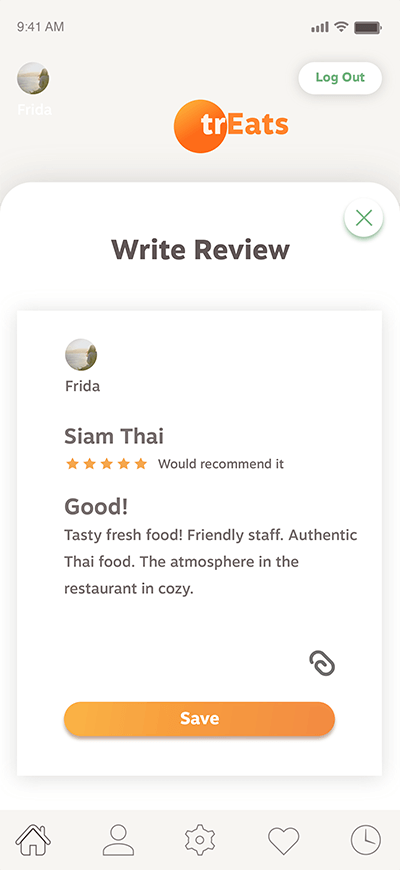 9:41 AM
Frida
Log Out
trEats
Write Review
Frida
Siam Thai
Would recommend it
Good!
Tasty fresh food! Friendly staff. Authentic
Thai food. The atmosphere in the
restaurant in cozy.
Save